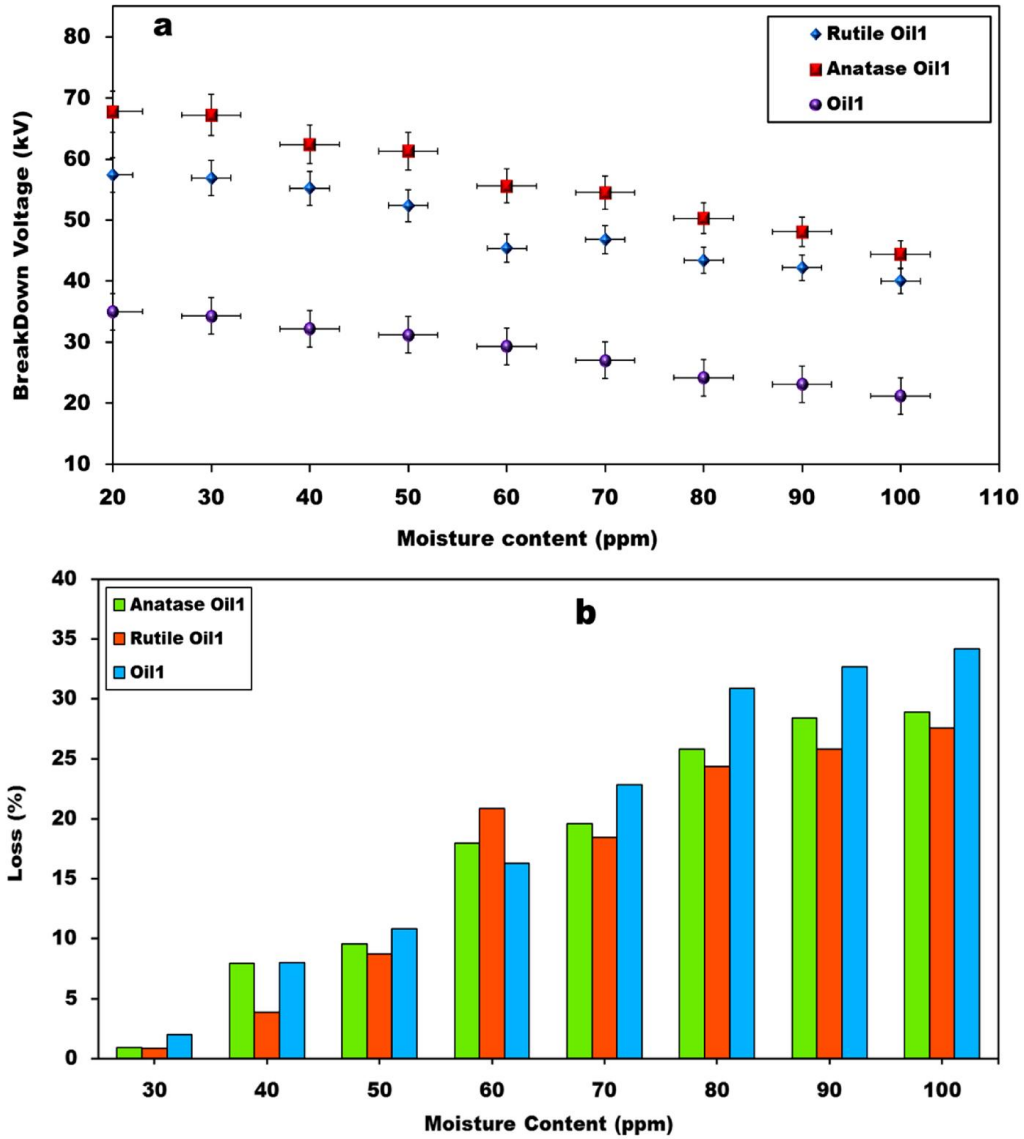 a
80
70
60
50
40
30
20
10
BreakDown Voltage (kV)
Rutile Oil1
Anatase Oil1
Oil1
20 30 40 50 60 70 80 90 100 110
Moisture content (ppm)
b
40
35
30
25
20
15
10
5
0
Loss (%)
Anatase Oil1
Rutile Oil1
Oil1
30 40 50 60 70 80 90 100
Moisture Content (ppm)